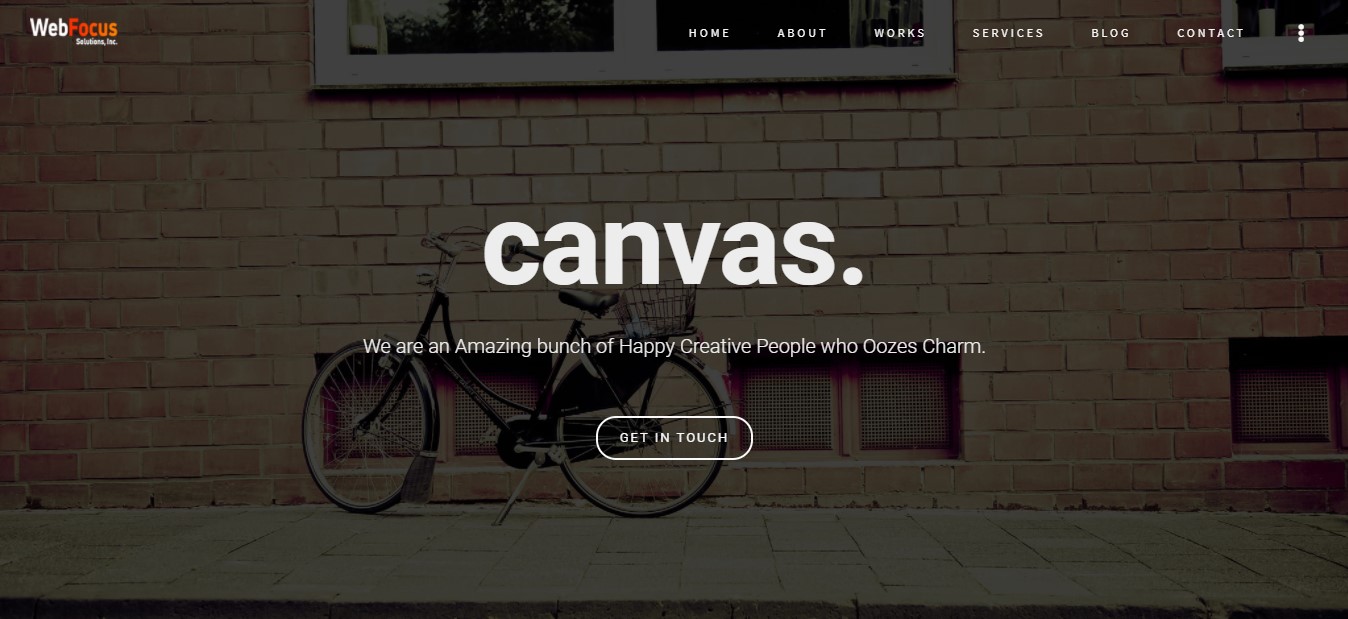 WebFocus
Solutions, Inc.
HOME ABOUT WORKS SERVICES BLOG CONTACT
canvas.
We are an Amazing bunch of Happy Creative People who Oozes Charm.
GET IN TOUCH